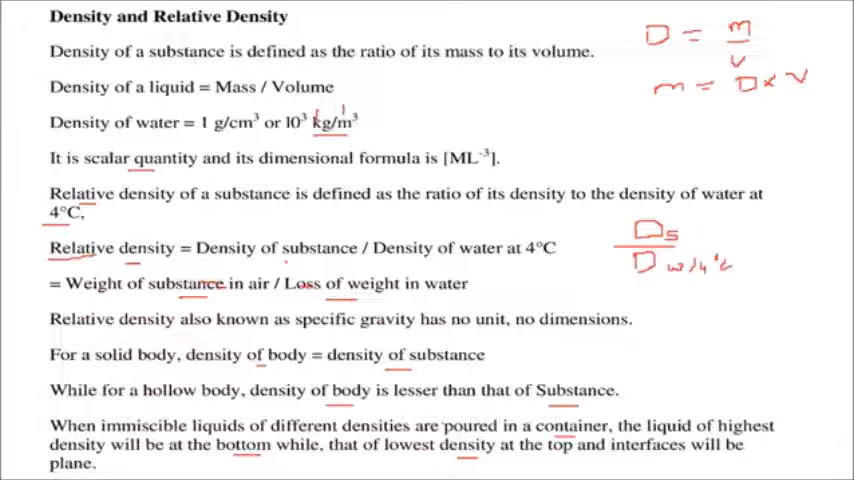 Density and Relative Density
D = m / v
Density of a substance is defined as the ratio of its mass to its volume.
m = D × V
Density of a liquid = Mass / Volume
Density of water = 1 g/cm³ or 10³ kg/m³
It is scalar quantity and its dimensional formula is [ML⁻³].
Relative density of a substance is defined as the ratio of its density to the density of water at
4°C,
Relative density = Density of substance / Density of water at 4°C
Ds
D w/4°c
= Weight of substance in air / Loss of weight in water
Relative density also known as specific gravity has no unit, no dimensions.
For a solid body, density of body = density of substance
While for a hollow body, density of body is lesser than that of Substance.
When immiscible liquids of different densities are poured in a container, the liquid of highest
density will be at the bottom while, that of lowest density at the top and interfaces will be
plane.